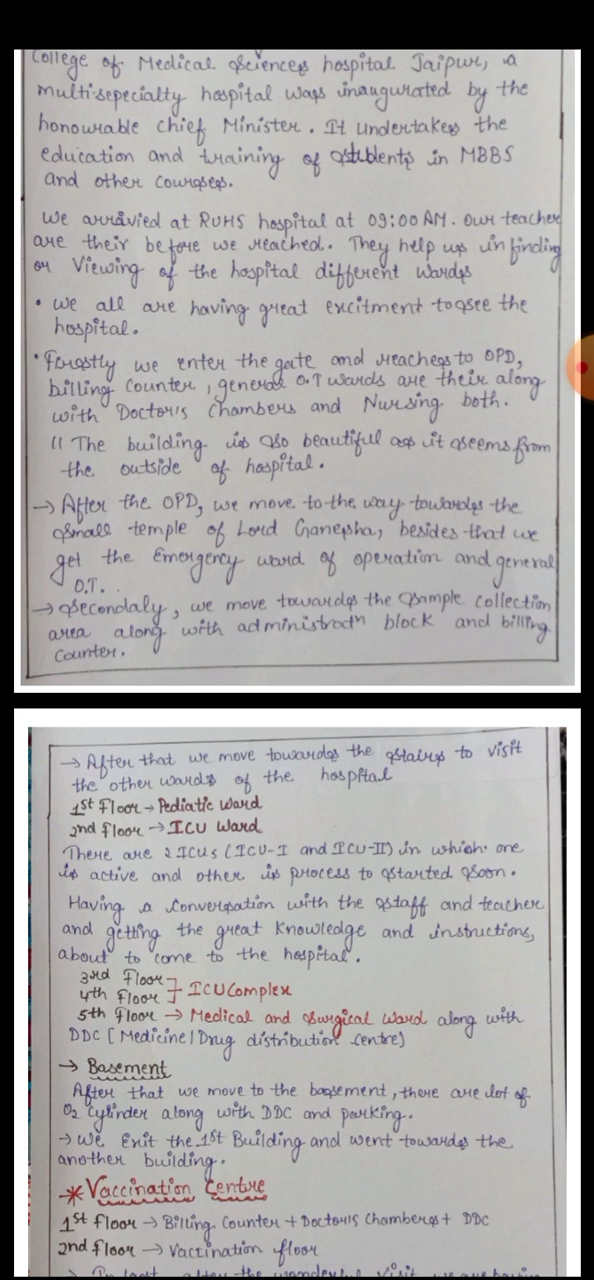 College of Medical Sciences hospital Jaipur, a
multi-sepecialty hospital was inaugurated by the
honourable chief Minister. It undertakes the
education and training of students in MBBS
and other courses.
We arravied at RUHS hospital at 09:00 AM. Our teacher
are their before we reached. They help us in finding
or Viewing of the hospital different wards
• We all are having great excitment to see the
hospital.
• Firstly we enter the gate and reaches to OPD,
billing counter, general O.T wards are their along
with Doctor's Chambers and Nursing both.
" The building is so beautiful as it seems from
the outside of hospital.
→ After the OPD, we move to the way towards the
small temple of Lord Ganesha, besides that we
get the Emergency ward of operation and general
O.T.
→ Secondaly, we move towards the sample collection
area along with administratn block and billing
counter.
→ After that we move towards the stairs to visit
the other wards of the hospital
1st Floor → Pediatic Ward
2nd Floor → ICU Ward
There are 2 ICUs (ICU-I and ICU-II) in which one
is active and other is process to started soon.
Having a conversation with the staff and teacher
and getting the great knowledge and instructions,
about to come to the hospital.
3rd Floor
4th Floor ] ICU Complex
5th Floor → Medical and Surgical Ward along with
DDC [Medicine/Drug distribution centre)
→ Basement
After that we move to the basement, there are lot of
O2 cylinder along with DDC and parking.
→ We Exit the 1st Building and went towards the
another building.
* Vaccination Centre
1st Floor → Billing Counter + Doctor's Chambers + DDC
2nd Floor → Vacctination floor